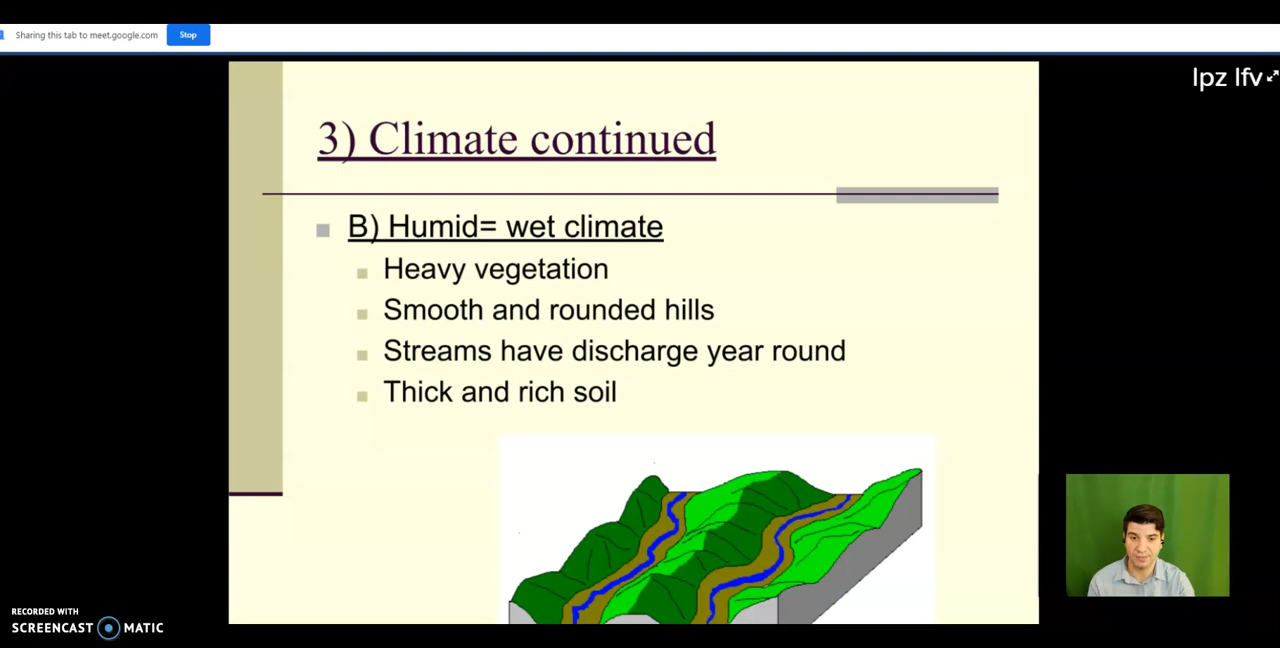 Sharing this tab to meet.google.com Stop
lpz lfv
3) Climate continued
B) Humid= wet climate
Heavy vegetation
Smooth and rounded hills
Streams have discharge year round
Thick and rich soil
RECORDED WITH
SCREENCAST MATIC